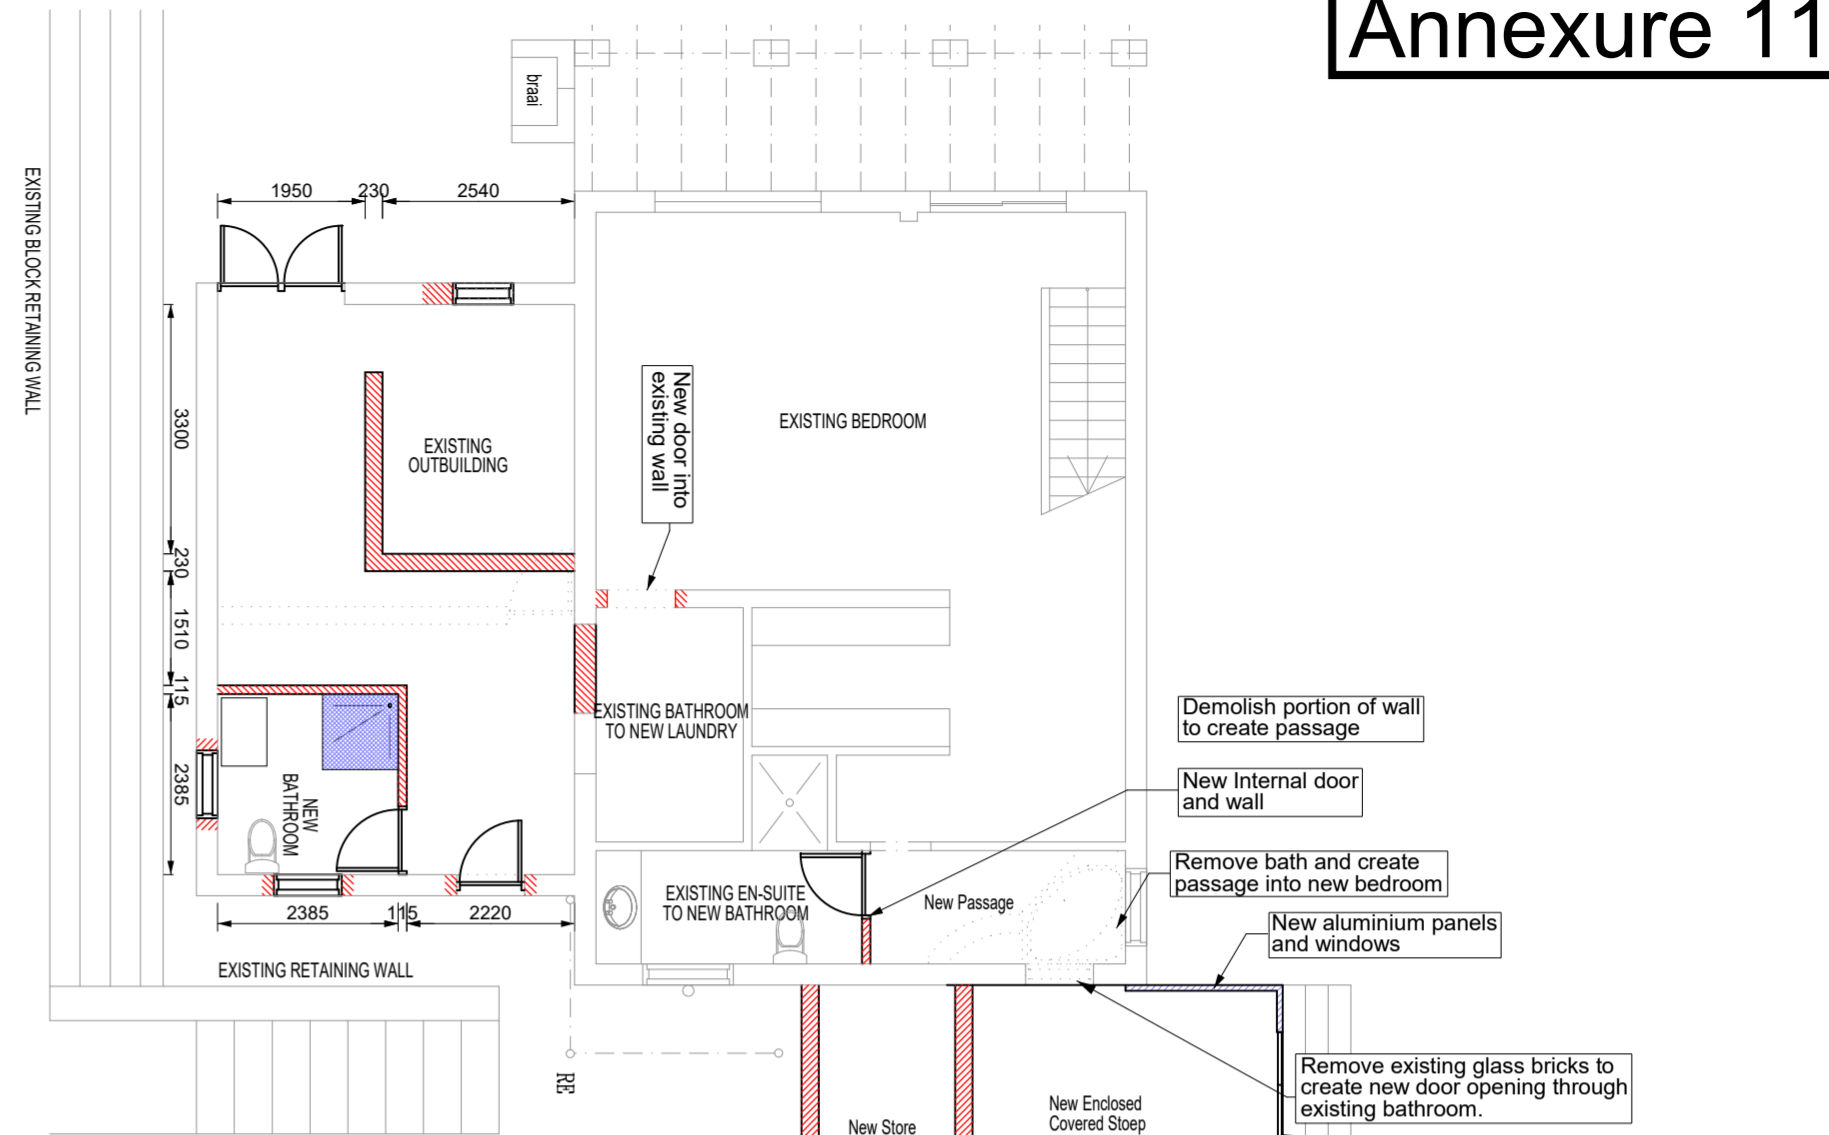 Annexure 11
braai
EXISTING BLOCK RETAINING WALL
1950
230
2540
3300
230
1510
115
2385
EXISTING
OUTBUILDING
New door into
existing wall
EXISTING BEDROOM
EXISTING BATHROOM
TO NEW LAUNDRY
NEW
BATHROOM
Demolish portion of wall
to create passage
New Internal door
and wall
Remove bath and create
passage into new bedroom
EXISTING EN-SUITE
TO NEW BATHROOM
New Passage
New aluminium panels
and windows
2385
115
2220
EXISTING RETAINING WALL
RE
Remove existing glass bricks to
create new door opening through
existing bathroom.
New Store
New Enclosed
Covered Stoep